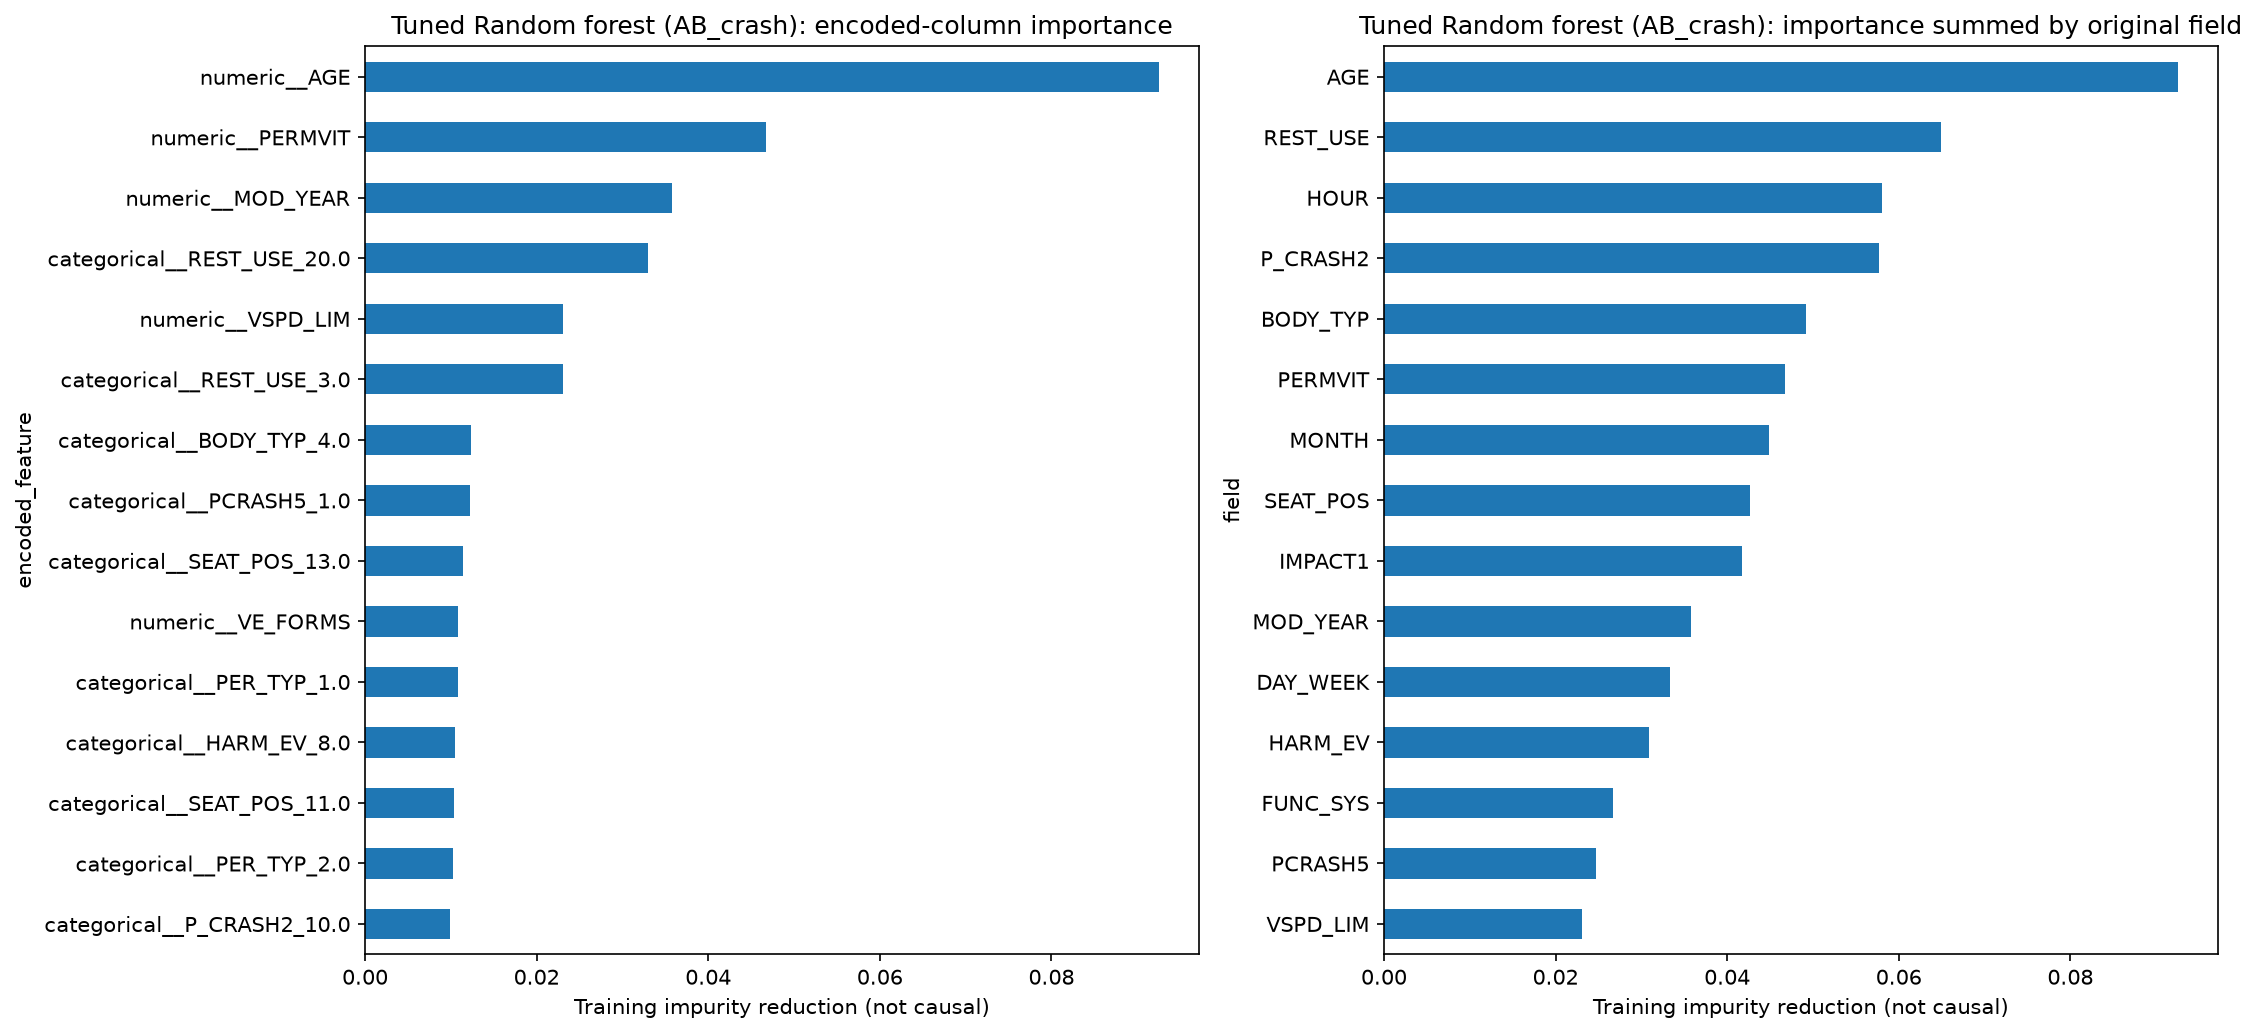 Tuned Random forest (AB_crash): encoded-column importance
encoded_feature
numeric__AGE
numeric__PERMVIT
numeric__MOD_YEAR
categorical__REST_USE_20.0
numeric__VSPD_LIM
categorical__REST_USE_3.0
categorical__BODY_TYP_4.0
categorical__PCRASH5_1.0
categorical__SEAT_POS_13.0
numeric__VE_FORMS
categorical__PER_TYP_1.0
categorical__HARM_EV_8.0
categorical__SEAT_POS_11.0
categorical__PER_TYP_2.0
categorical__P_CRASH2_10.0
0.00 0.02 0.04 0.06 0.08
Training impurity reduction (not causal)
Tuned Random forest (AB_crash): importance summed by original field
field
AGE
REST_USE
HOUR
P_CRASH2
BODY_TYP
PERMVIT
MONTH
SEAT_POS
IMPACT1
MOD_YEAR
DAY_WEEK
HARM_EV
FUNC_SYS
PCRASH5
VSPD_LIM
0.00 0.02 0.04 0.06 0.08
Training impurity reduction (not causal)